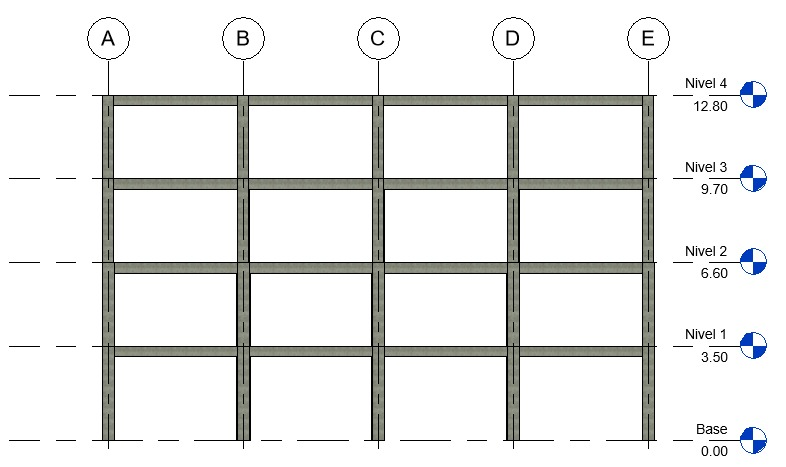 A B C D E
Nivel 4
12.80
Nivel 3
9.70
Nivel 2
6.60
Nivel 1
3.50
Base
0.00